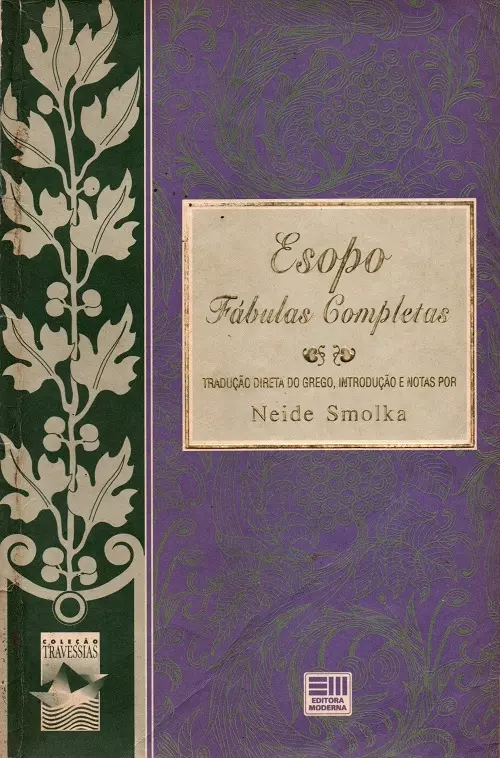 Esopo
Fábulas Completas
TRADUÇÃO DIRETA DO GREGO, INTRODUÇÃO E NOTAS POR
Neide Smolka
COLEÇÃO
TRAVESSIAS
EDITORA
MODERNA